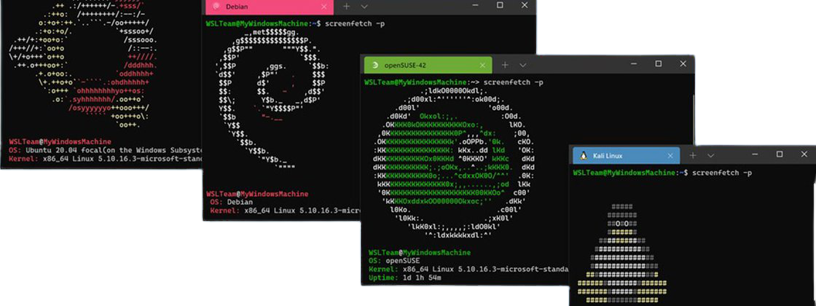 WSLTeam@MyWindowsMachine
OS: Ubuntu 20.04 focal(on the Windows Subsyste
Kernel: x86_64 Linux 5.10.16.3-microsoft-stan
Debian
WSLTeam@MyWindowsMachine:~$ screenfetch -p
WSLTeam@MyWindowsMachine
OS: Debian
Kernel: x86_64 Linux 5.10.16.3-micr
openSUSE-42
WSLTeam@MyWindowsMachine:~> screenfetch -p
WSLTeam@MyWindowsMachine
OS: openSUSE
Kernel: x86_64 Linux 5.10.16.3-microsoft-standa
Uptime: 1d 1h 54m
Kali Linux
WSLTeam@MyWindowsMachine:~$ screenfetch -p